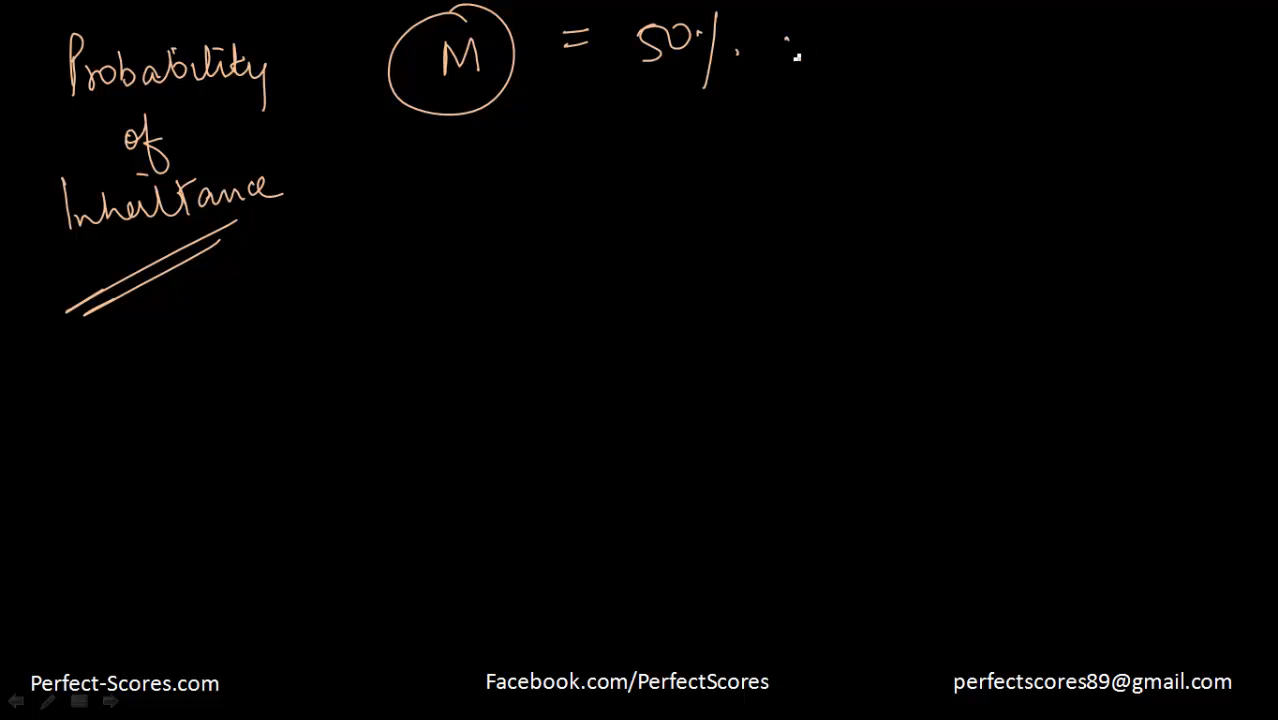 Probability
of
Inheritance
M = 50%. :
Perfect-Scores.com
Facebook.com/PerfectScores
perfectscores89@gmail.com